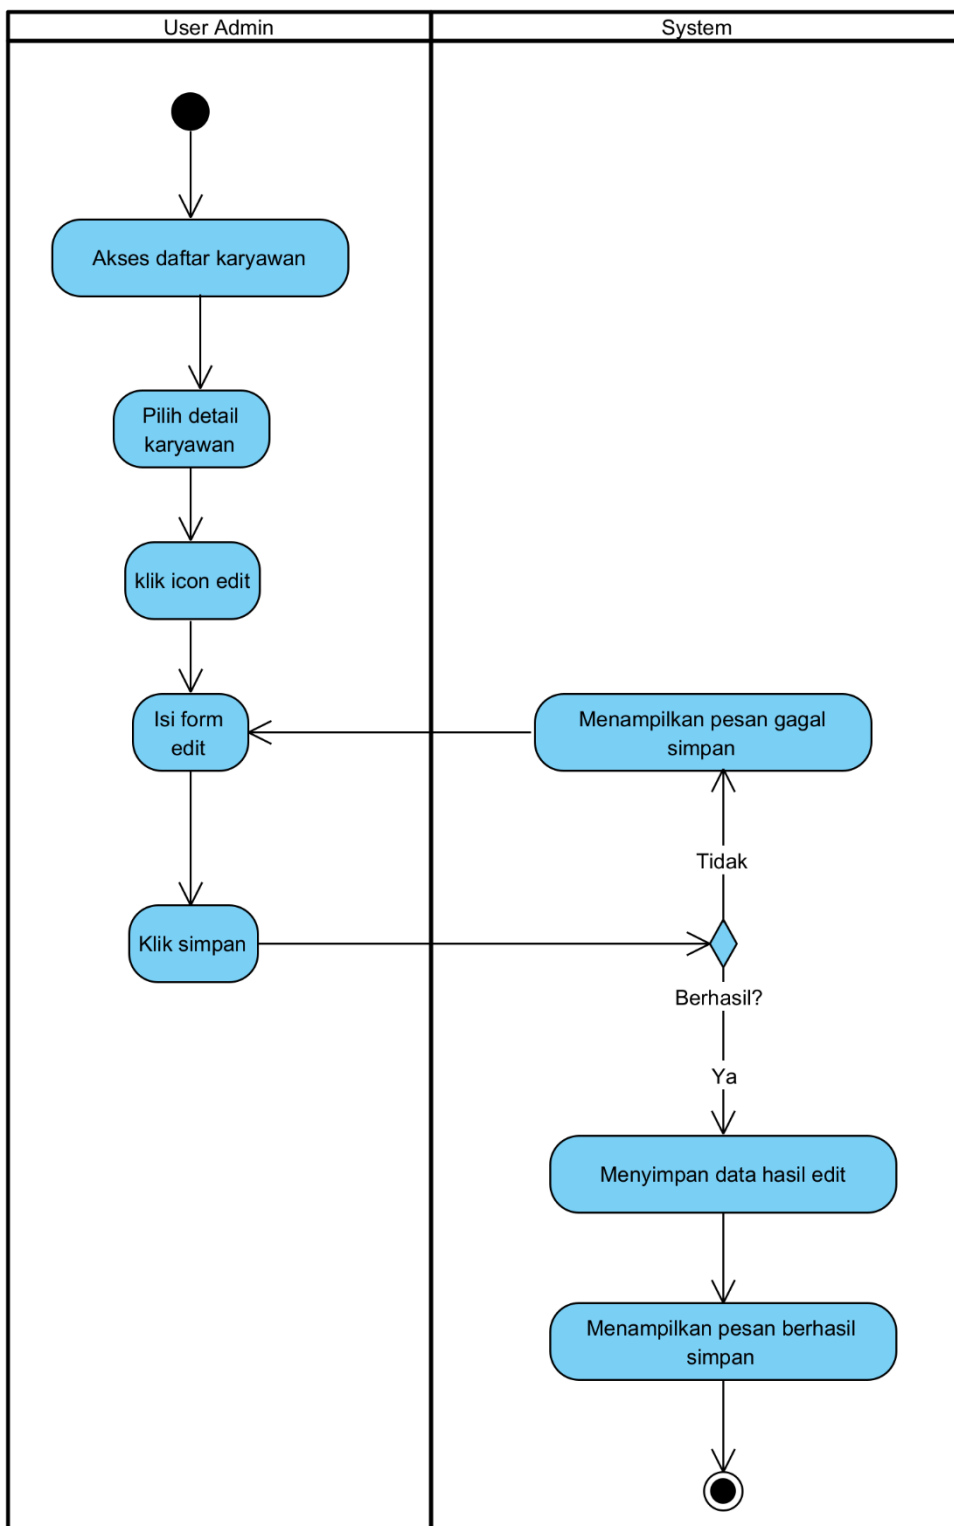 User Admin
System
Akses daftar karyawan
Pilih detail
karyawan
klik icon edit
Isi form
edit
Menampilkan pesan gagal
simpan
Tidak
Klik simpan
Berhasil?
Ya
Menyimpan data hasil edit
Menampilkan pesan berhasil
simpan